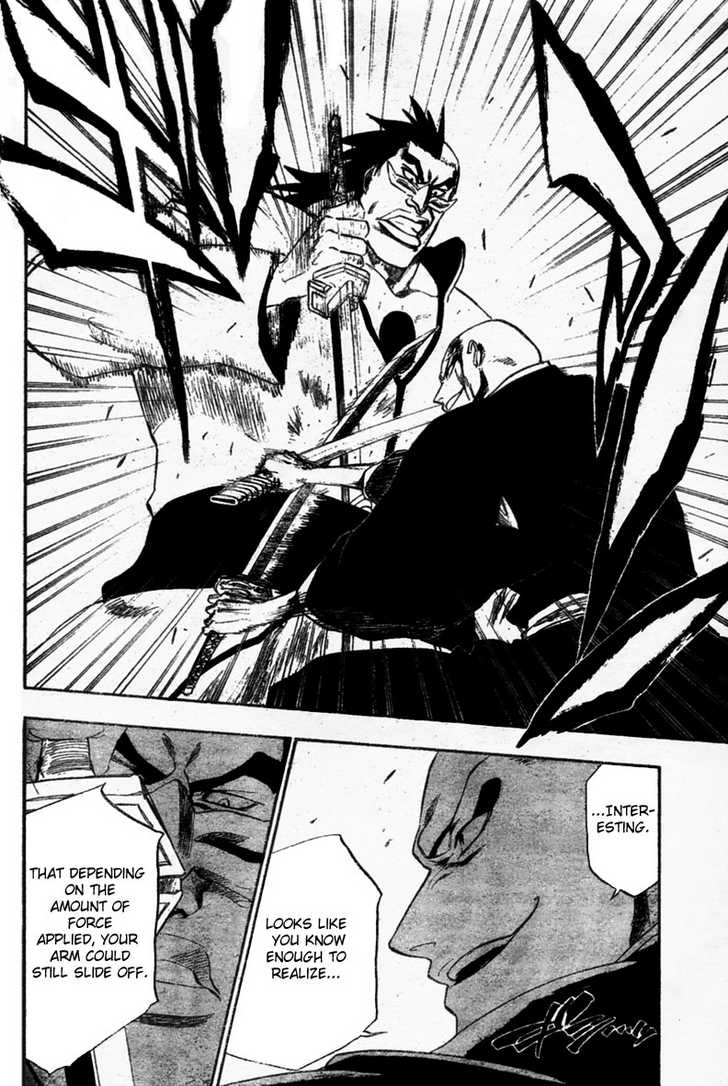 ...INTER-
ESTING.
LOOKS LIKE
YOU KNOW
ENOUGH TO
REALIZE...
THAT DEPENDING
ON THE
AMOUNT OF
FORCE
APPLIED, YOUR
ARM COULD
STILL SLIDE OFF.